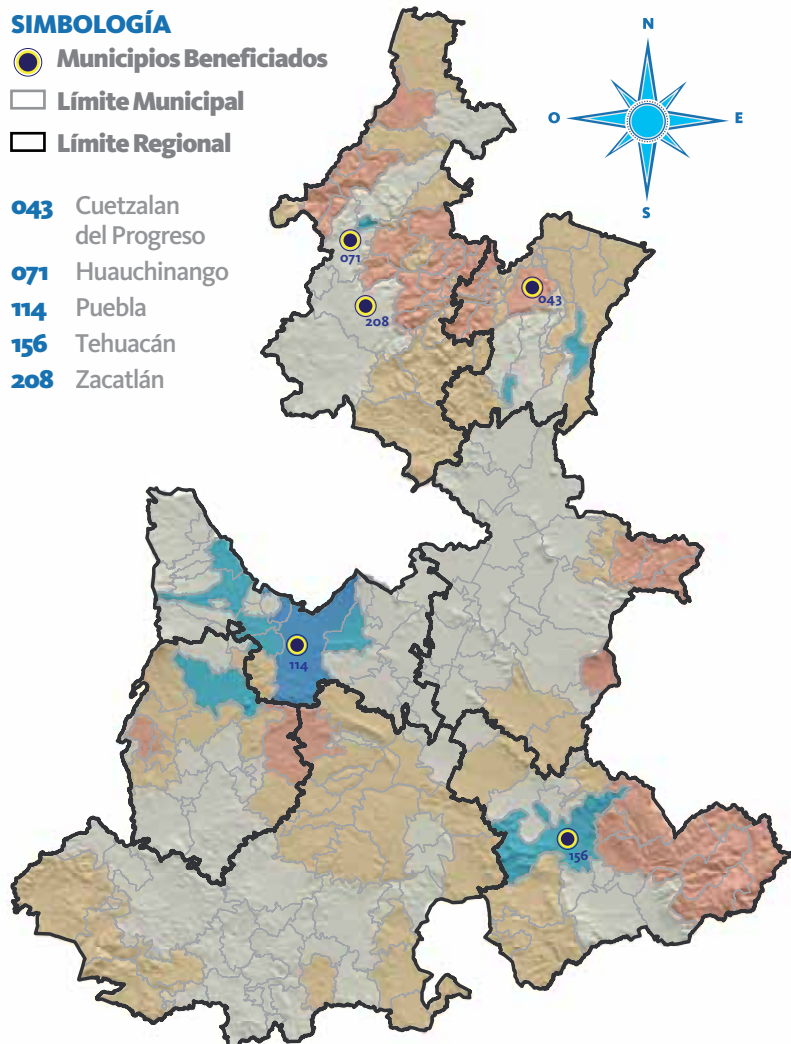 SIMBOLOGÍA
Municipios Beneficiados
Límite Municipal
Límite Regional
043 Cuetzalan
del Progreso
071 Huauchinango
114 Puebla
156 Tehuacán
208 Zacatlán
N
O
E
S
071
043
208
114
156